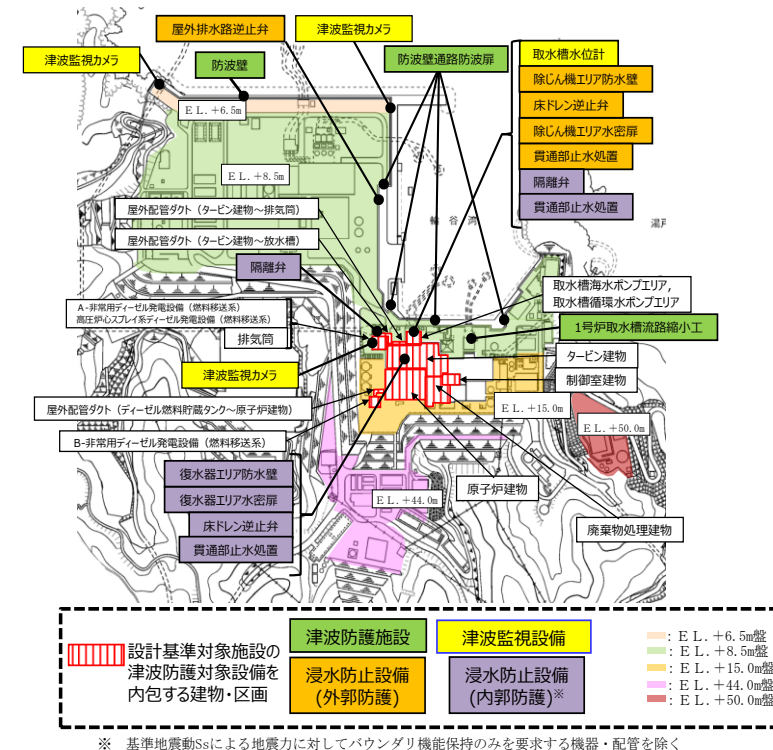 屋外排水路逆止弁
津波監視カメラ
津波監視カメラ
防波壁
防波壁通路防波扉
取水槽水位計
除じん機エリア防水壁
床ドレン逆止弁
除じん機エリア水密扉
貫通部止水処置
隔離弁
貫通部止水処置
EL.+6.5m
EL.+8.5m
輪谷湾
屋外配管ダクト（タービン建物～排気筒）
屋外配管ダクト（タービン建物～放水槽）
隔離弁
取水槽海水ポンプエリア,
取水槽循環水ポンプエリア
A-非常用ディーゼル発電設備（燃料移送系）
高圧炉心スプレイ系ディーゼル発電設備（燃料移送系）
排気筒
1号炉取水槽流路縮小工
タービン建物
津波監視カメラ
制御室建物
屋外配管ダクト（ディーゼル燃料貯蔵タンク～原子炉建物）
EL.+15.0m
EL.+50.0m
B-非常用ディーゼル発電設備（燃料移送系）
復水器エリア防水壁
復水器エリア水密扉
床ドレン逆止弁
貫通部止水処置
EL.+44.0m
原子炉建物
廃棄物処理建物
設計基準対象施設の
津波防護対象設備を
内包する建物・区画
津波防護施設
津波監視設備
浸水防止設備
(外郭防護)
浸水防止設備
(内郭防護)※
: EL.+6.5m盤
: EL.+8.5m盤
: EL.+15.0m盤
: EL.+44.0m盤
: EL.+50.0m盤
※ 基準地震動Ssによる地震力に対してバウンダリ機能保持のみを要求する機器・配管を除く